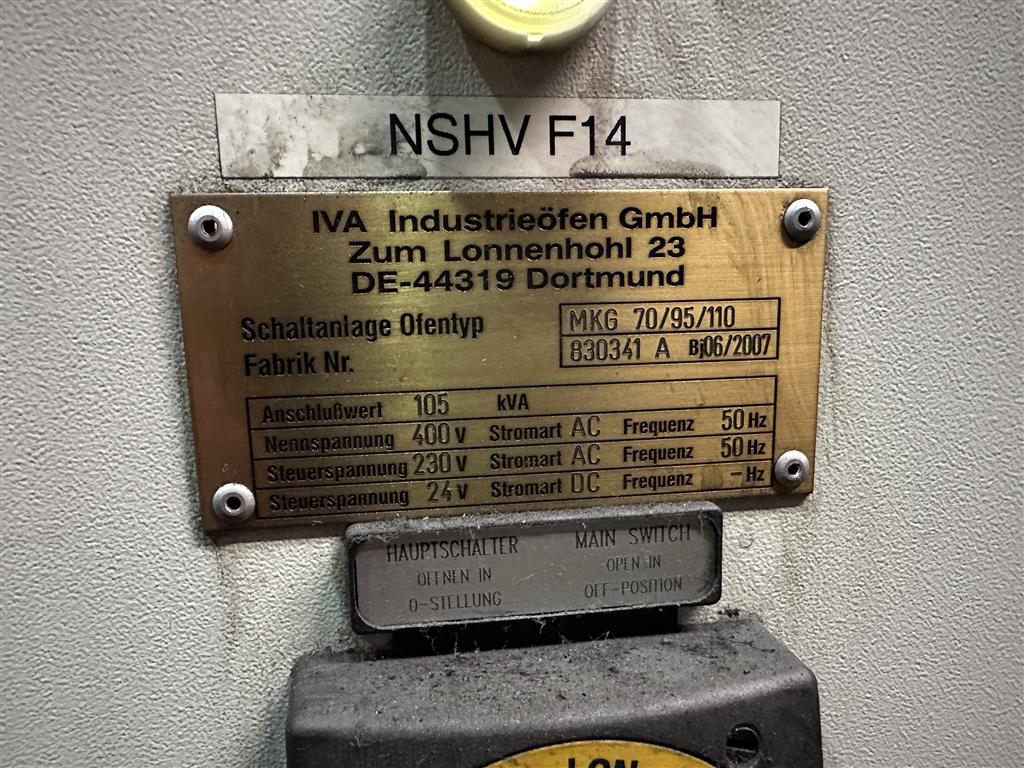 NSHV F14
IVA Industrieöfen GmbH
Zum Lonnenhohl 23
DE-44319 Dortmund
Schaltanlage Ofentyp MKG 70/95/110
Fabrik Nr. 830341 A Bj06/2007
Anschlußwert 105 kVA
Nennspannung 400 V Stromart AC Frequenz 50 Hz
Steuerspannung 230 V Stromart AC Frequenz 50 Hz
Steuerspannung 24 V Stromart DC Frequenz - Hz
HAUPTSCHALTER MAIN SWITCH
ÖFFNEN IN OPEN IN
0-STELLUNG OFF-POSITION
I ON